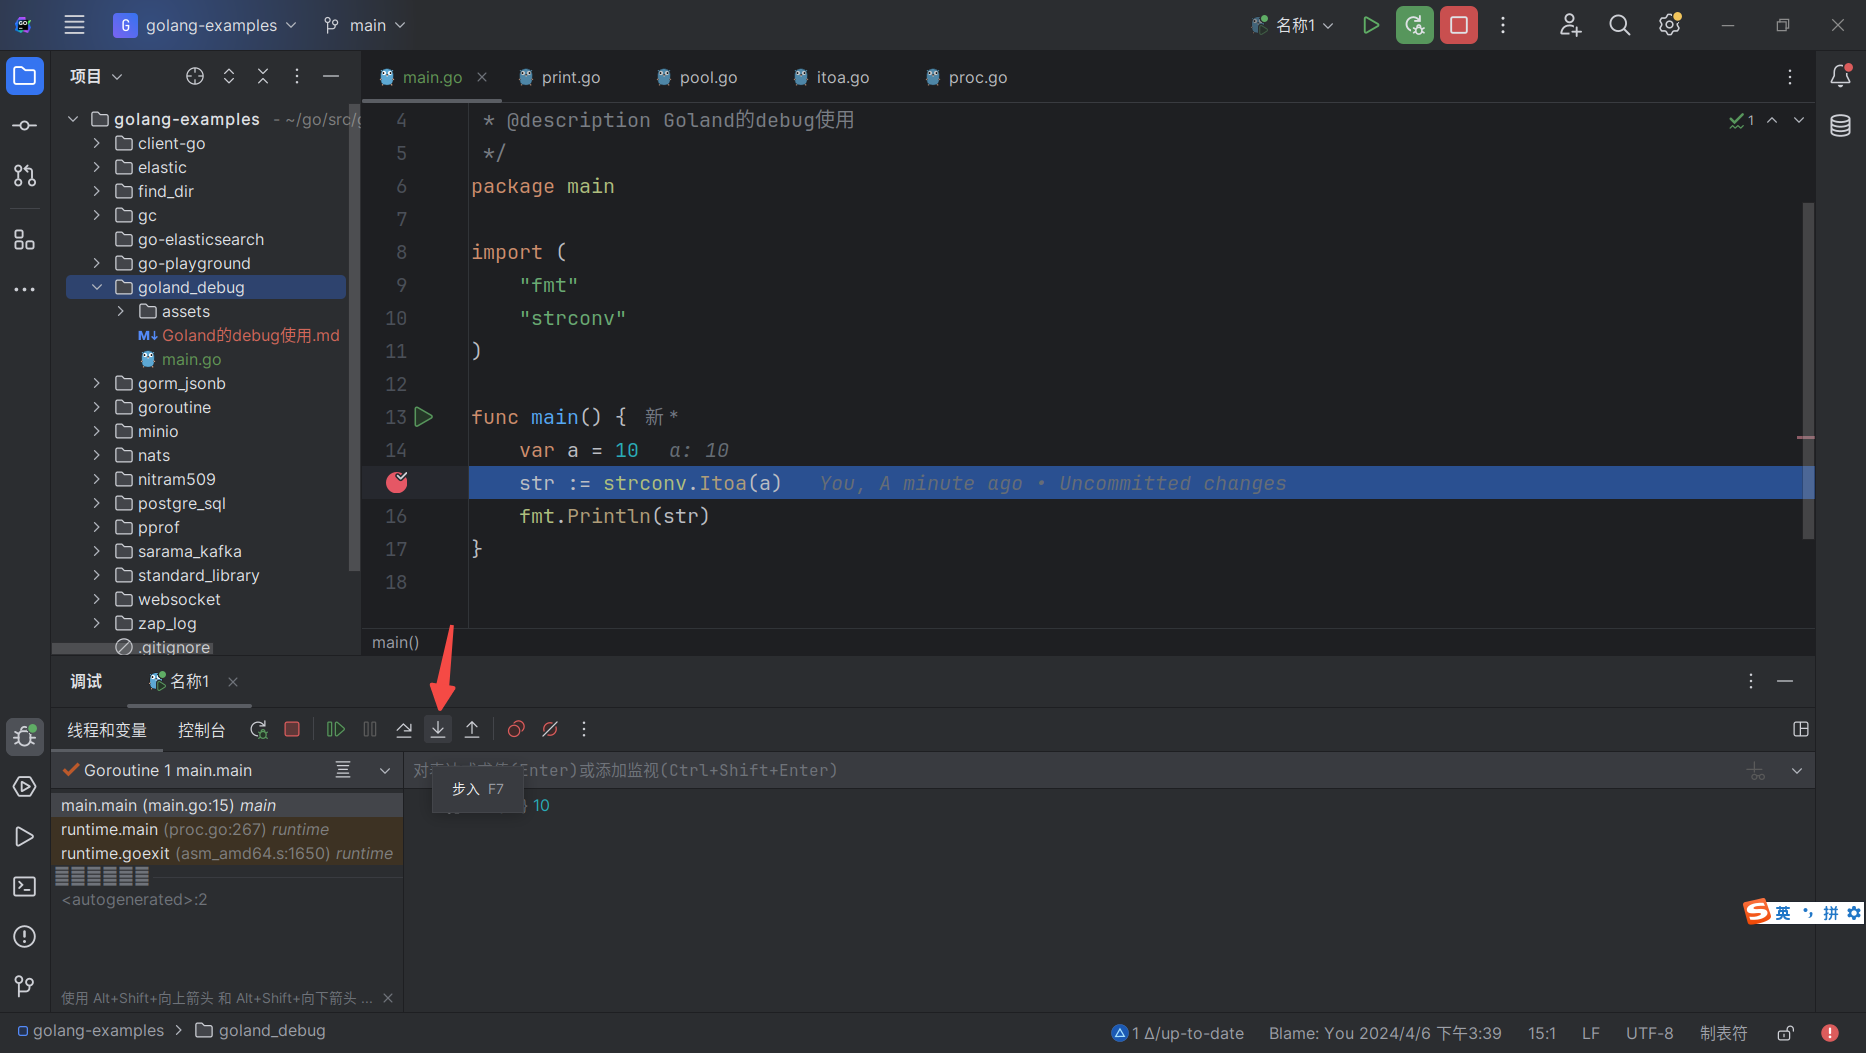 G golang-examples main 名称1
项目
main.go print.go pool.go itoa.go proc.go
golang-examples - ~/go/src/g
client-go
elastic
find_dir
gc
go-elasticsearch
go-playground
goland_debug
assets
M↓ Goland的debug使用.md
main.go
gorm_jsonb
goroutine
minio
nats
nitram509
postgre_sql
pprof
sarama_kafka
standard_library
websocket
zap_log
.gitignore
4 * @description Goland的debug使用
5 */
6 package main
7
8 import (
9 "fmt"
10 "strconv"
11 )
12
13 func main() { 新 *
14 var a = 10 a: 10
str := strconv.Itoa(a) You, A minute ago • Uncommitted changes
16 fmt.Println(str)
17 }
18
1
main()
调试 名称1
线程和变量 控制台
Goroutine 1 main.main
(Enter)或添加监视(Ctrl+Shift+Enter)
步入 F7
10
main.main (main.go:15) main
runtime.main (proc.go:267) runtime
runtime.goexit (asm_amd64.s:1650) runtime
<autogenerated>:2
使用 Alt+Shift+向上箭头 和 Alt+Shift+向下箭头 ...
英 拼
golang-examples > goland_debug
1 Δ/up-to-date Blame: You 2024/4/6 下午3:39 15:1 LF UTF-8 制表符